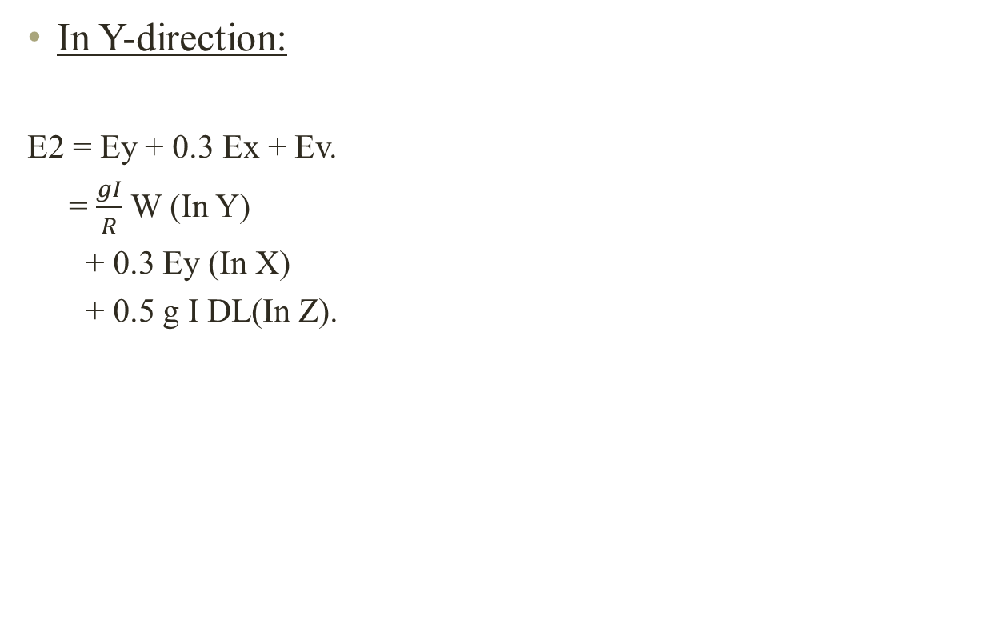 • In Y-direction:
E2 = Ey + 0.3 Ex + Ev.
= gI/R W (In Y)
+ 0.3 Ey (In X)
+ 0.5 g I DL(In Z).